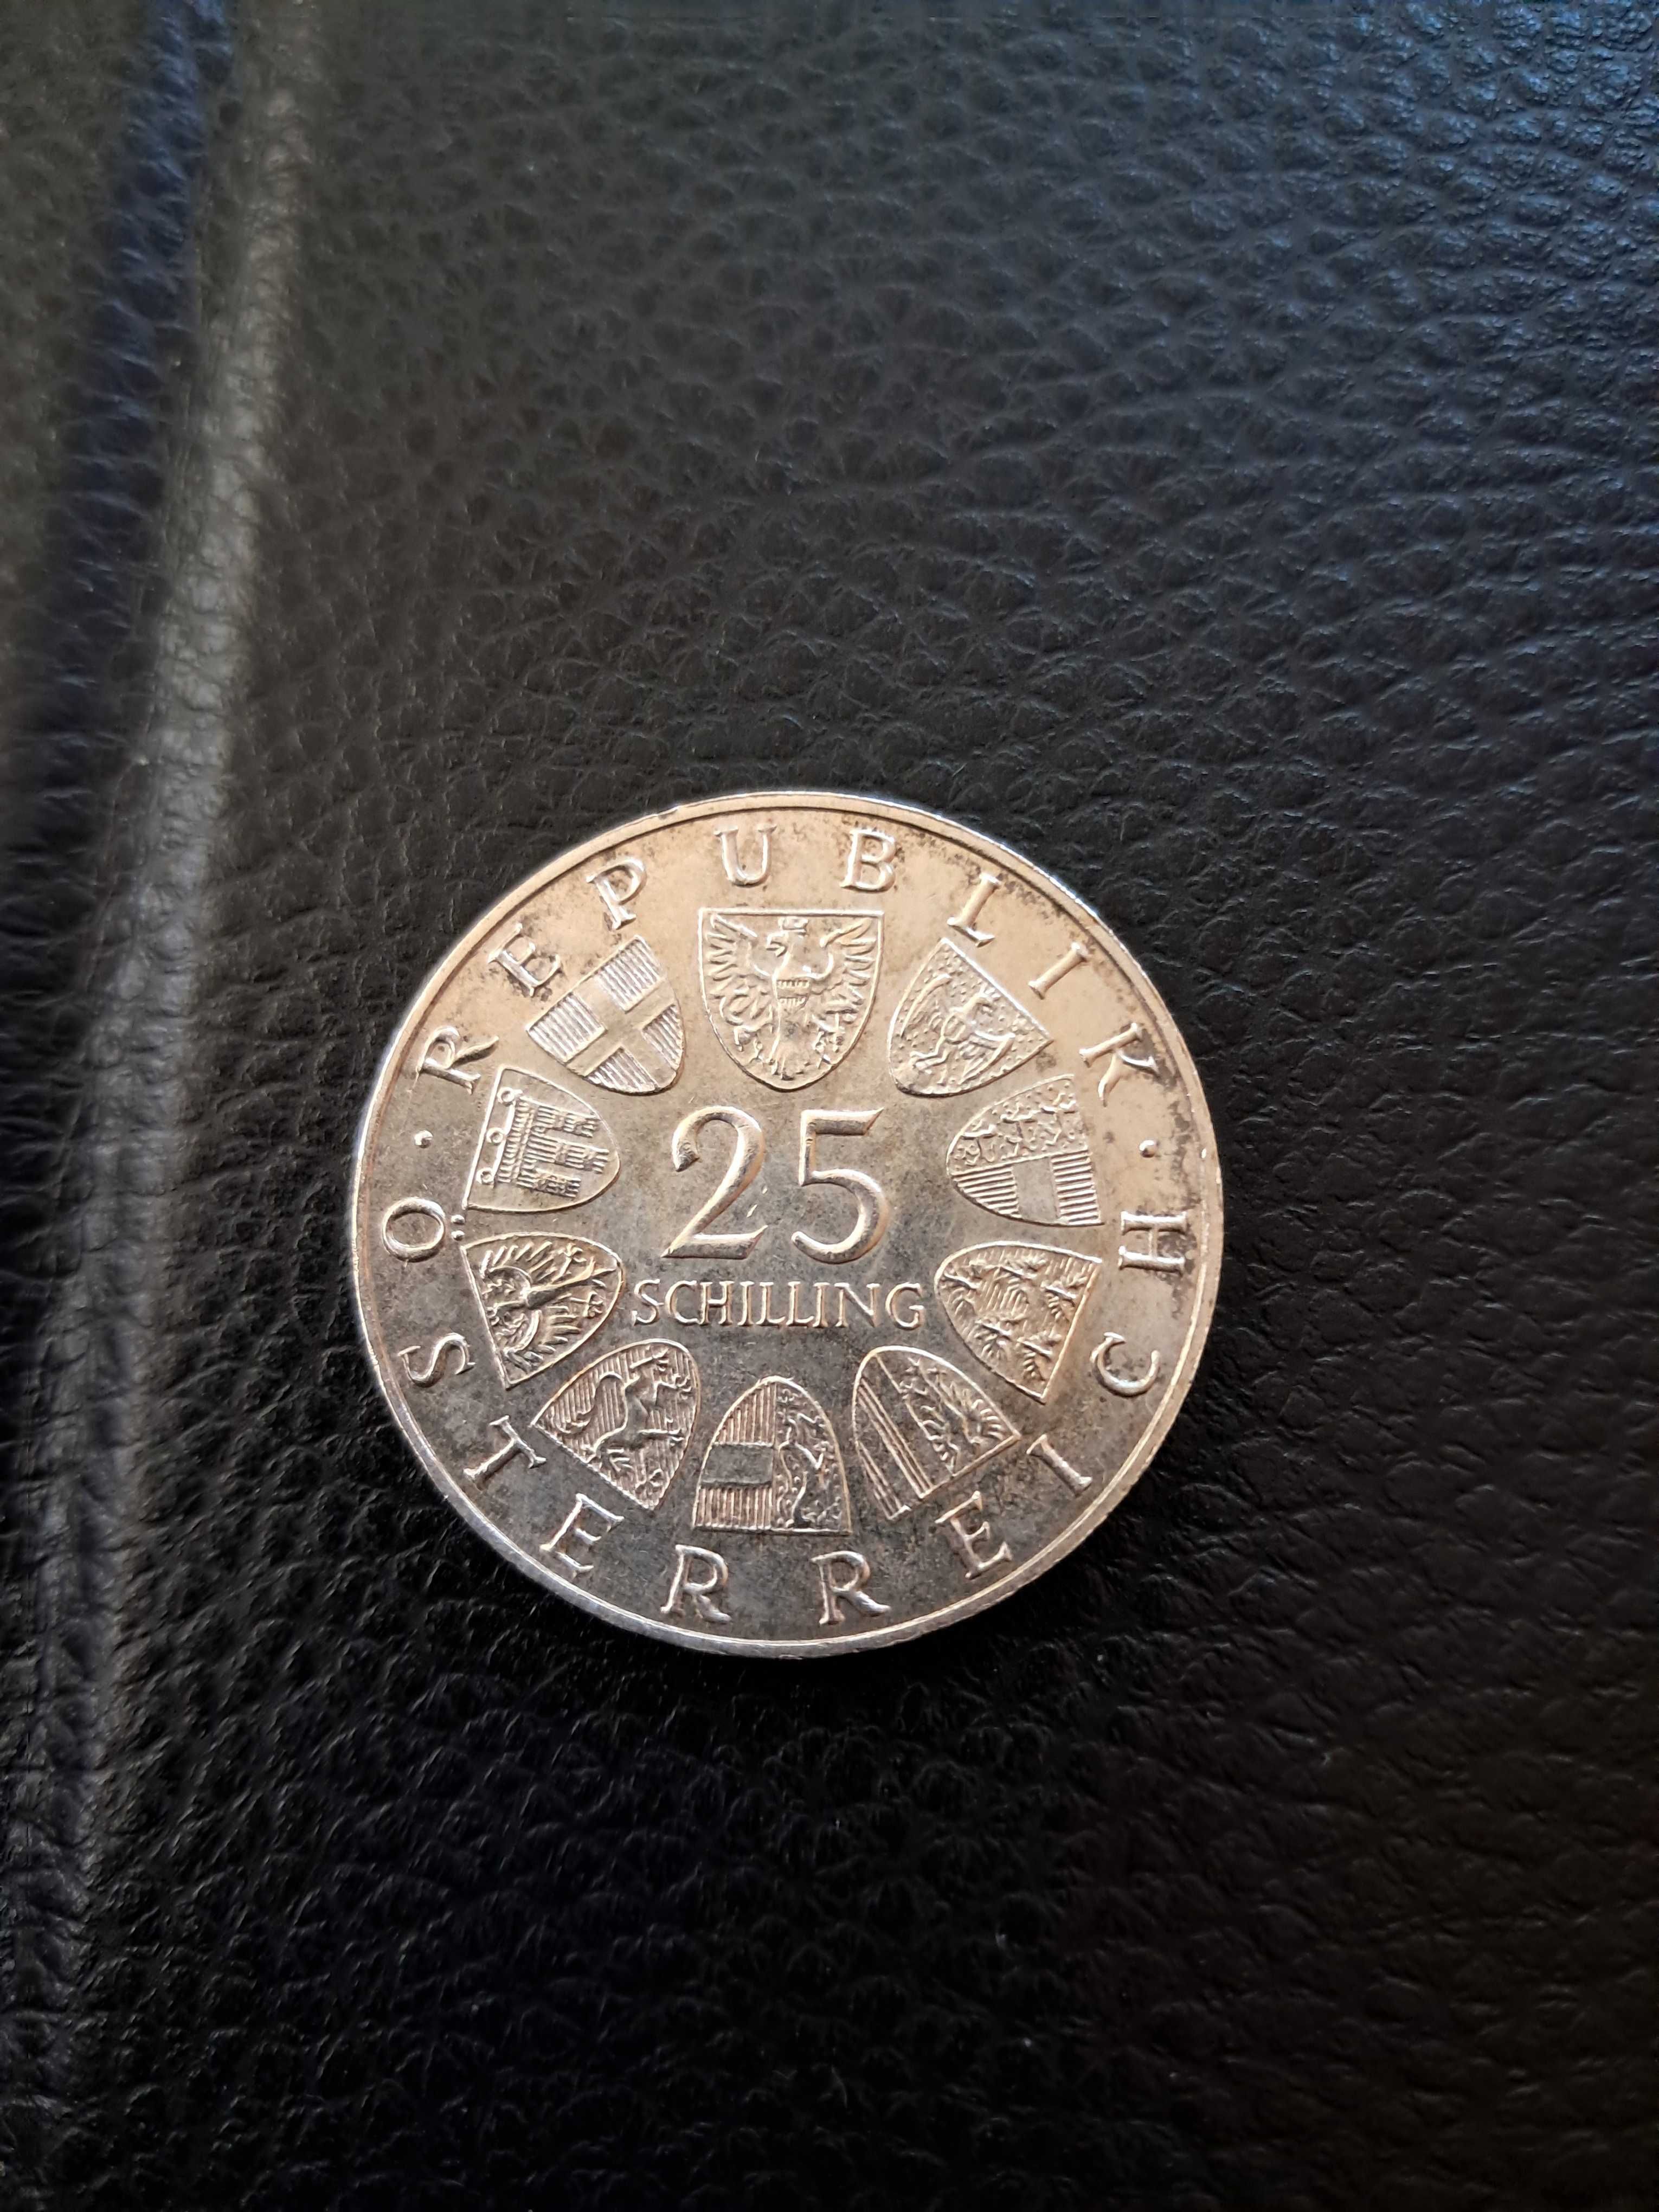 REPUBLIK · ÖSTERREICH ·
25
SCHILLING